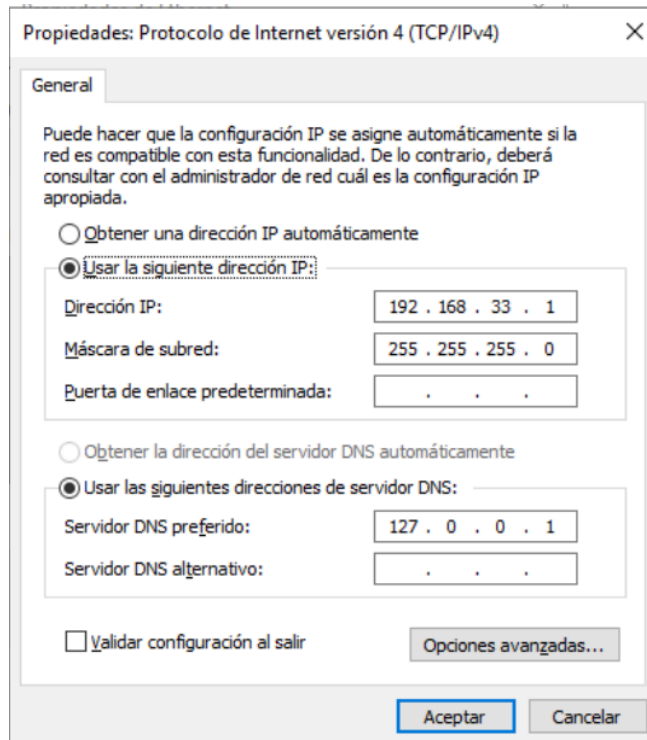 Propiedades: Protocolo de Internet versión 4 (TCP/IPv4)
General
Puede hacer que la configuración IP se asigne automáticamente si la
red es compatible con esta funcionalidad. De lo contrario, deberá
consultar con el administrador de red cuál es la configuración IP
apropiada.
Obtener una dirección IP automáticamente
Usar la siguiente dirección IP:
Dirección IP: 192 . 168 . 33 . 1
Máscara de subred: 255 . 255 . 255 . 0
Puerta de enlace predeterminada: . . .
Obtener la dirección del servidor DNS automáticamente
Usar las siguientes direcciones de servidor DNS:
Servidor DNS preferido: 127 . 0 . 0 . 1
Servidor DNS alternativo: . . .
Validar configuración al salir
Opciones avanzadas...
Aceptar Cancelar